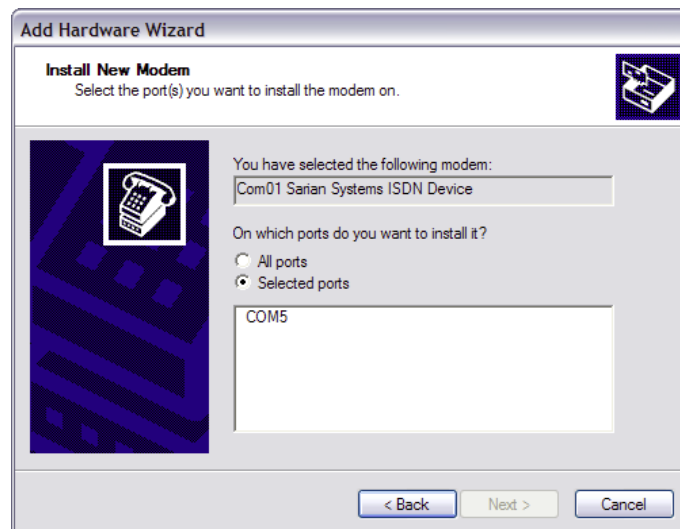 Add Hardware Wizard
Install New Modem
Select the port(s) you want to install the modem on.
You have selected the following modem:
Com01 Sarian Systems ISDN Device
On which ports do you want to install it?
All ports
Selected ports
COM5
< Back Next > Cancel